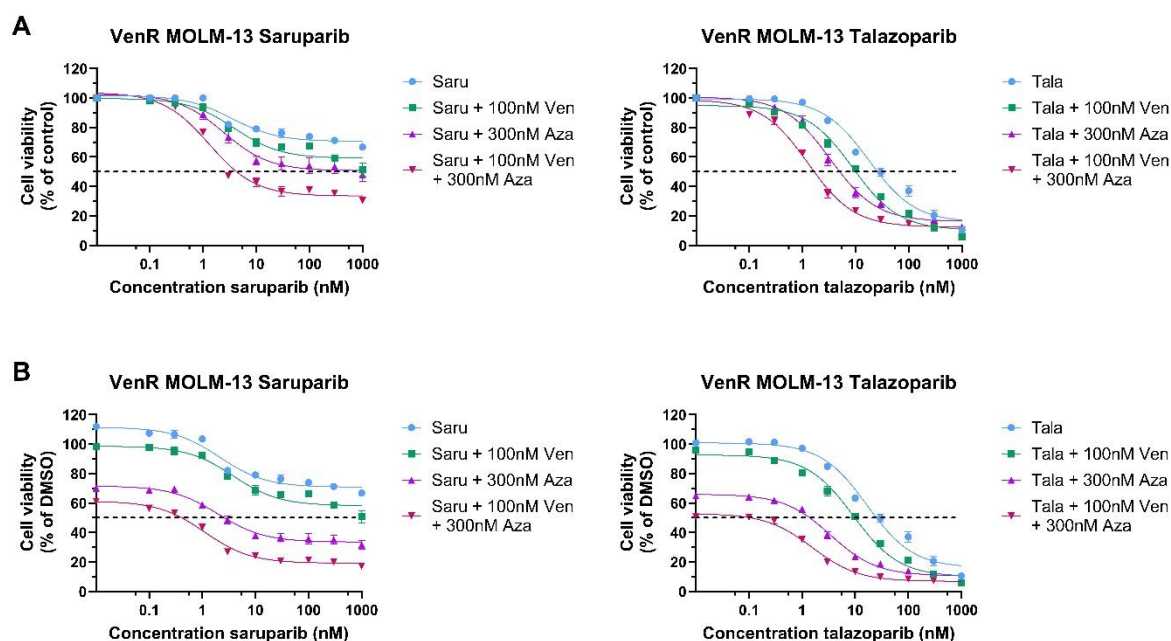 A
VenR MOLM-13 Saruparib
Cell viability
(% of control)
120
100
80
60
40
20
0
0.1
1
10
100
1000
Concentration saruparib (nM)
Saru
Saru + 100nM Ven
Saru + 300nM Aza
Saru + 100nM Ven
+ 300nM Aza
VenR MOLM-13 Talazoparib
Cell viability
(% of control)
120
100
80
60
40
20
0
0.1
1
10
100
1000
Concentration talazoparib (nM)
Tala
Tala + 100nM Ven
Tala + 300nM Aza
Tala + 100nM Ven
+ 300nM Aza
B
VenR MOLM-13 Saruparib
Cell viability
(% of DMSO)
120
100
80
60
40
20
0
0.1
1
10
100
1000
Concentration saruparib (nM)
Saru
Saru + 100nM Ven
Saru + 300nM Aza
Saru + 100nM Ven
+300nM Aza
VenR MOLM-13 Talazoparib
Cell viability
(% of DMSO)
120
100
80
60
40
20
0
0.1
1
10
100
1000
Concentration talazoparib (nM)
Tala
Tala + 100nM Ven
Tala + 300nM Aza
Tala + 100nM Ven
+ 300nM Aza